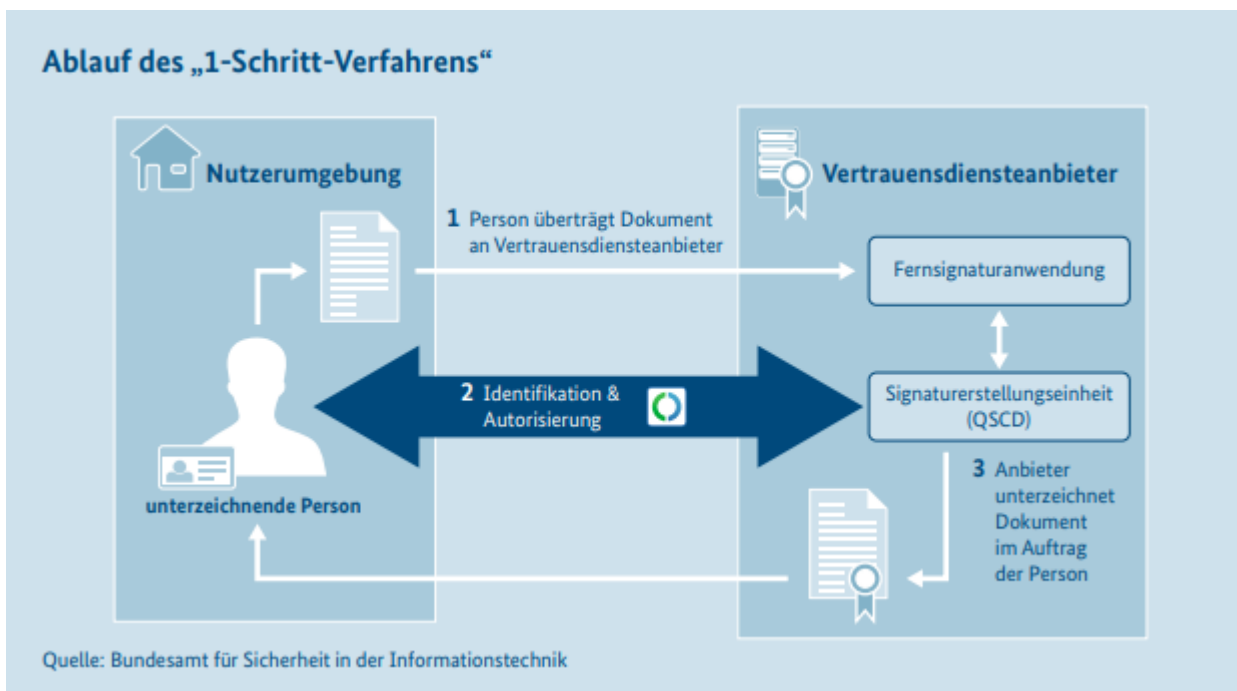 Ablauf des „1-Schritt-Verfahrens“
Nutzerumgebung
Vertrauensdiensteanbieter
1 Person überträgt Dokument
an Vertrauensdiensteanbieter
Fernsignaturanwendung
2 Identifikation &
Autorisierung
Signaturerstellungseinheit
(QSCD)
unterzeichnende Person
3 Anbieter
unterzeichnet
Dokument
im Auftrag
der Person
Quelle: Bundesamt für Sicherheit in der Informationstechnik